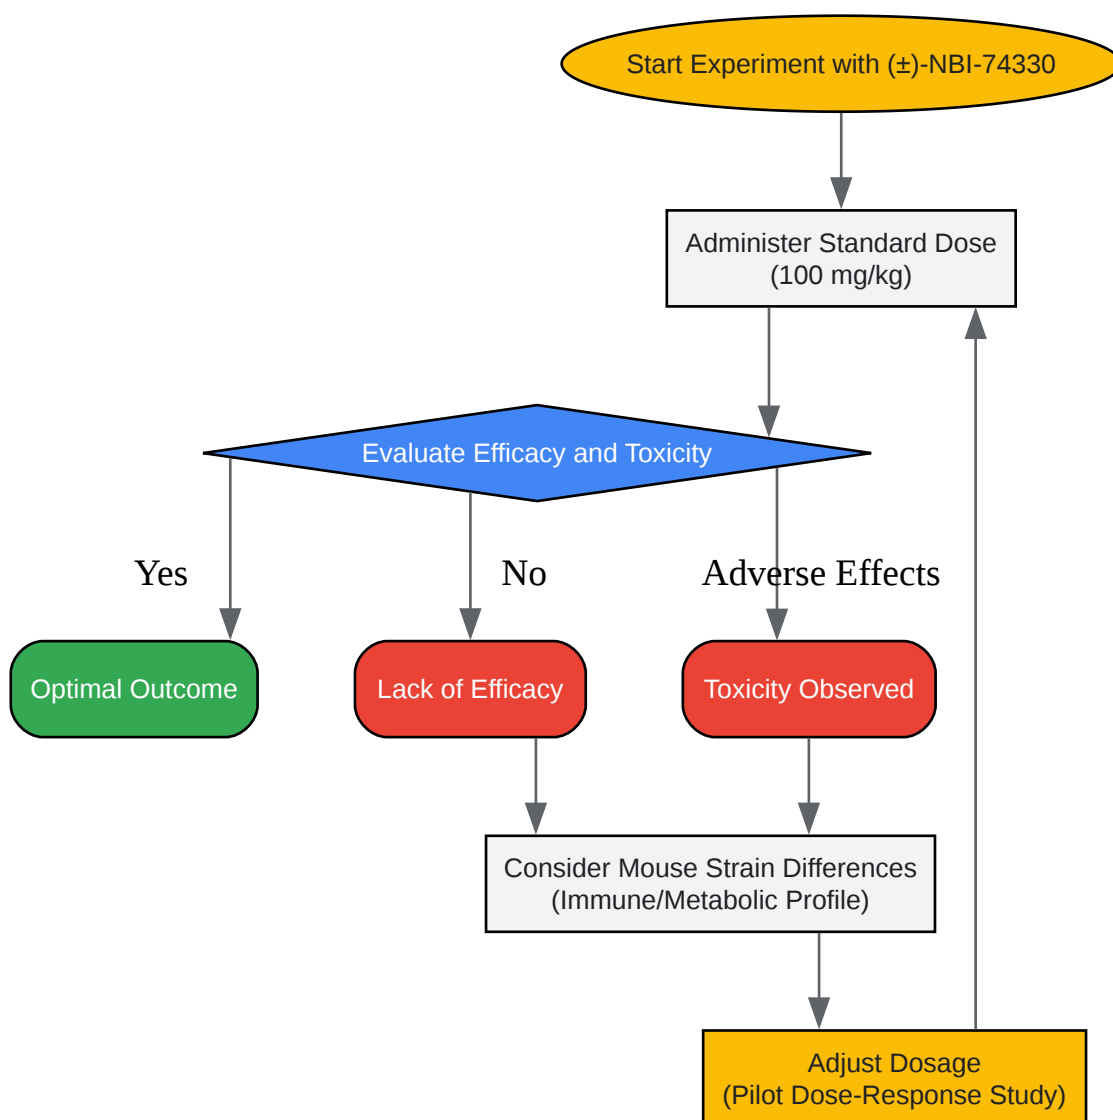 Start Experiment with (±)-NBI-74330
Administer Standard Dose
(100 mg/kg)
Evaluate Efficacy and Toxicity
Yes
No
Adverse Effects
Optimal Outcome
Lack of Efficacy
Toxicity Observed
Consider Mouse Strain Differences
(Immune/Metabolic Profile)
Adjust Dosage
(Pilot Dose-Response Study)